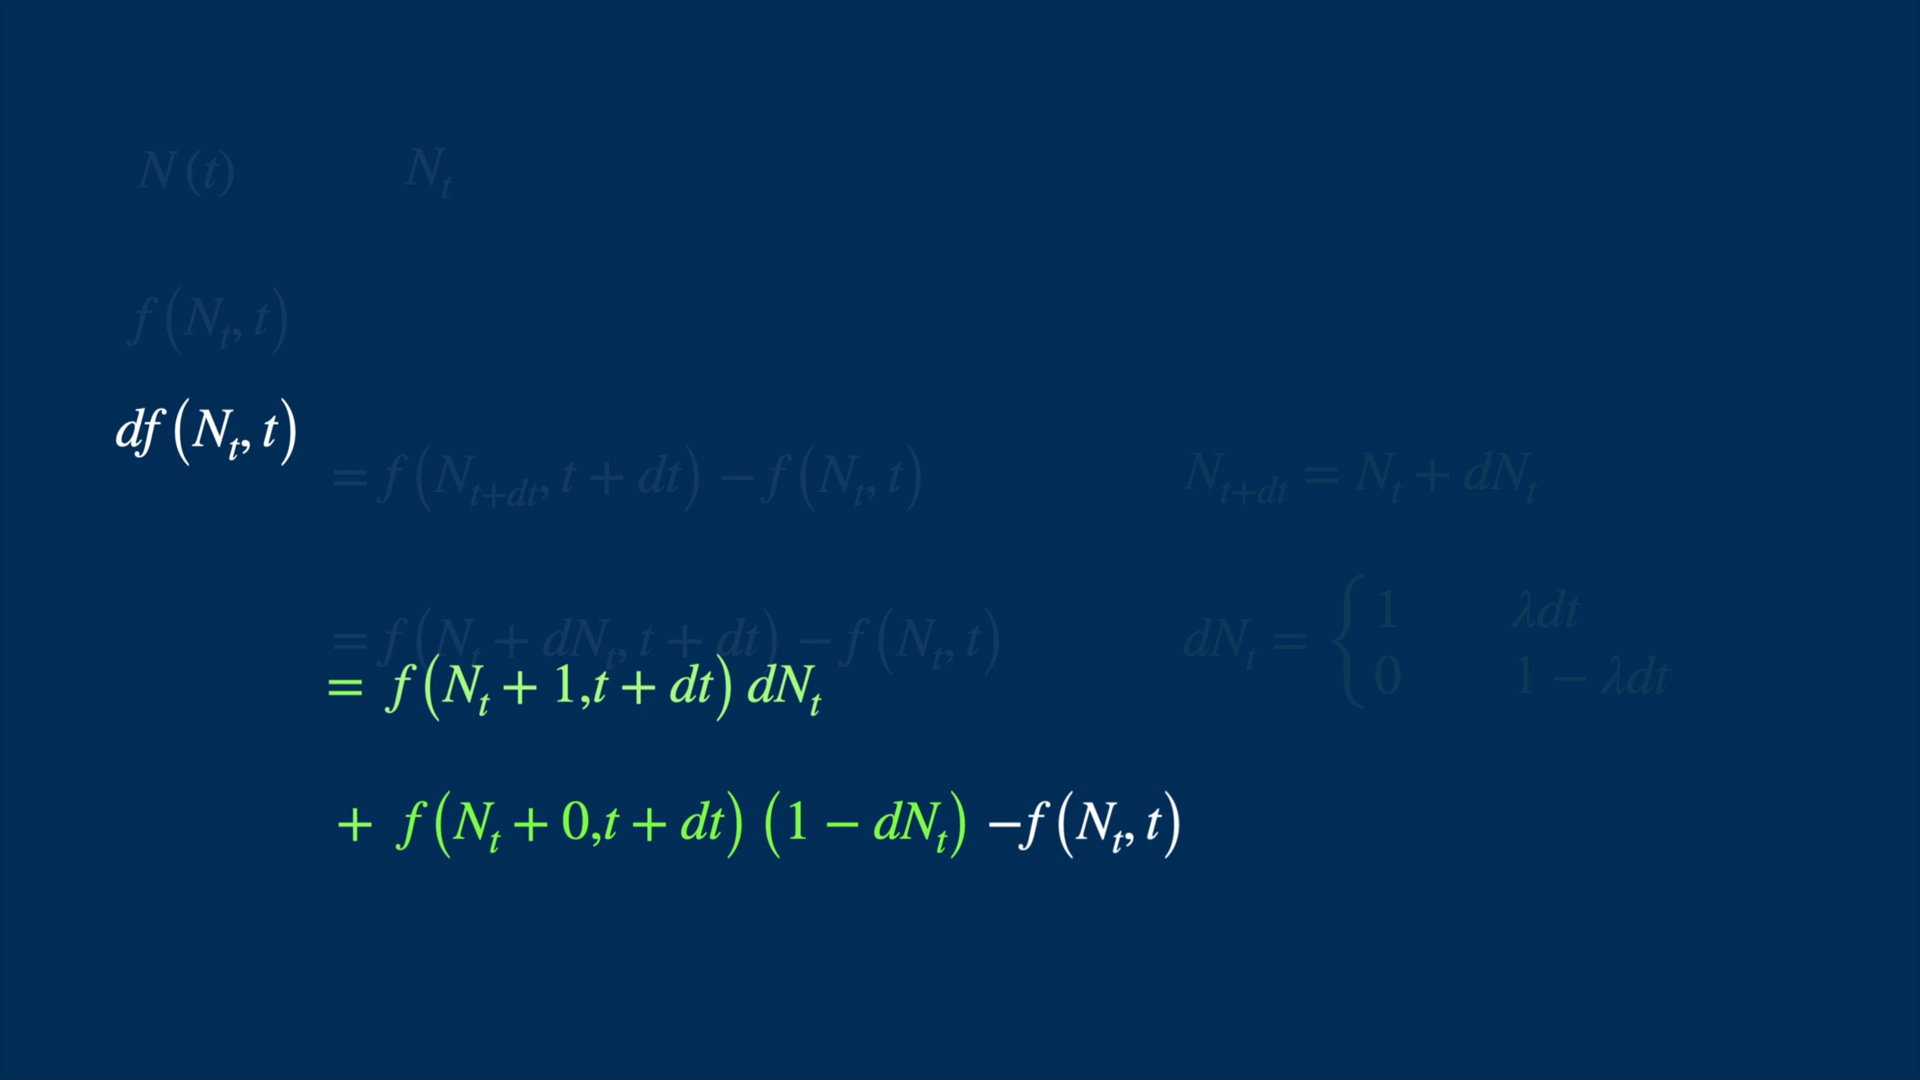 N(t) N_t
f(N_t, t)
df(N_t, t)
= f(N_{t+dt}, t + dt) − f(N_t, t) N_{t+dt} = N_t + dN_t
= f(N_t + dN_t, t + dt) − f(N_t, t) dN_t = { 1 λdt
0 1 − λdt
= f(N_t + 1,t + dt) dN_t
+ f(N_t + 0,t + dt) (1 − dN_t) −f(N_t, t)